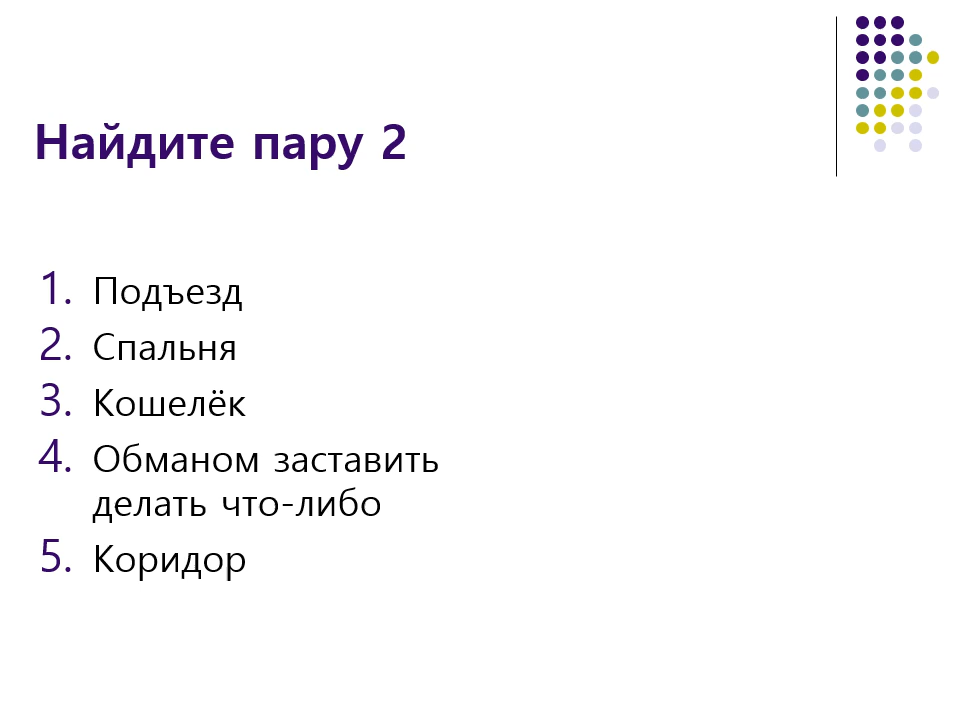 Найдите пару 2
1. Подъезд
2. Спальня
3. Кошелёк
4. Обманом заставить
делать что-либо
5. Коридор